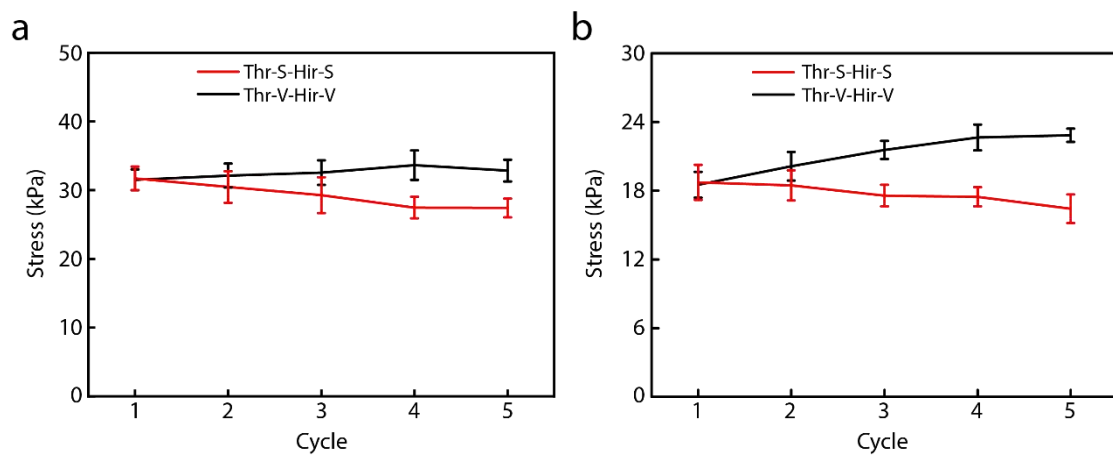 a
50
40
30
20
10
0
Stress (kPa)
Thr-S-Hir-S
Thr-V-Hir-V
1 2 3 4 5
Cycle
b
30
24
18
12
6
0
Stress (kPa)
Thr-S-Hir-S
Thr-V-Hir-V
1 2 3 4 5
Cycle